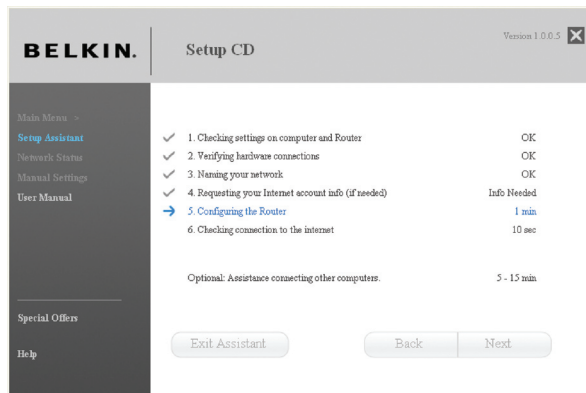 BELKIN.
Setup CD
Version 1.0.0.5
Main Menu >
Setup Assistant
Network Status
Manual Settings
User Manual
Special Offers
Help
1. Checking settings on computer and Router OK
2. Verifying hardware connections OK
3. Naming your network OK
4. Requesting your Internet account info (if needed) Info Needed
5. Configuring the Router 1 min
6. Checking connection to the internet 10 sec
Optional: Assistance connecting other computers. 5 - 15 min
Exit Assistant
Back
Next